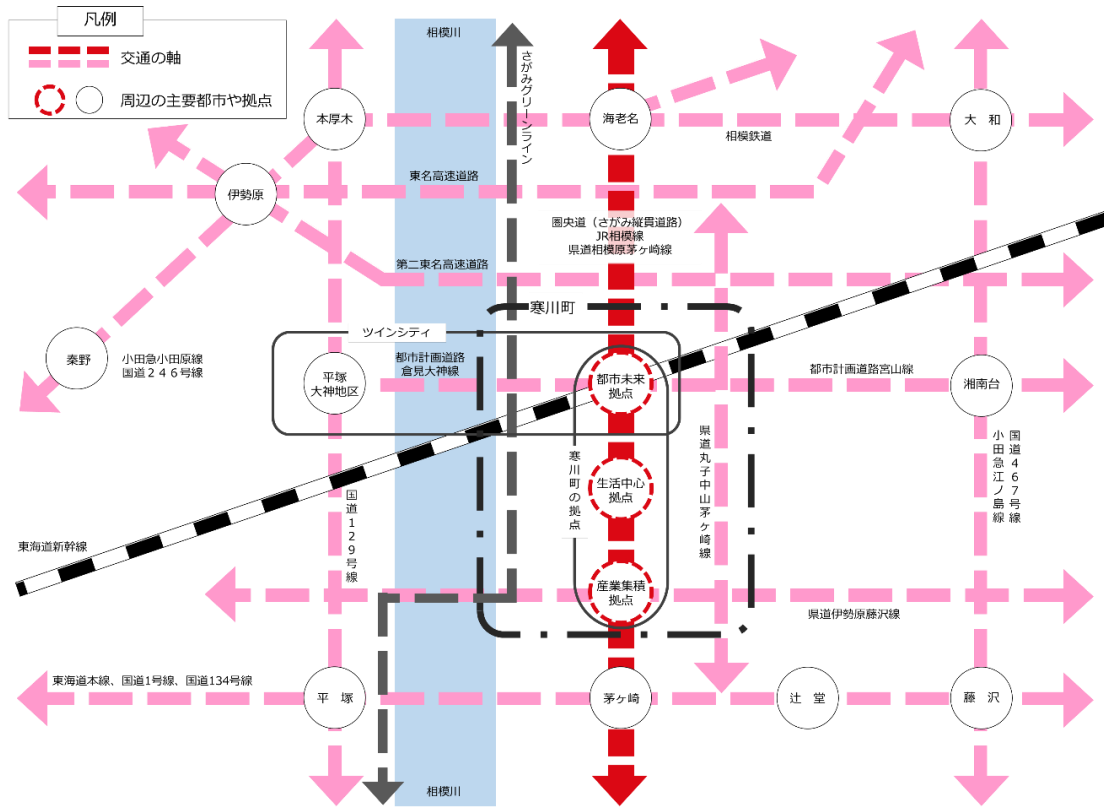 凡例
交通の軸
周辺の主要都市や拠点
相模川
さがみグリーンライン
本厚木
海老名
大 和
相模鉄道
東名高速道路
伊勢原
圏央道（さがみ縦貫道路）
JR相模線
県道相模原茅ヶ崎線
第二東名高速道路
寒川町
ツインシティ
秦野
小田急小田原線
国道２４６号線
平塚
大神地区
都市計画道路
倉見大神線
都市未来
拠点
都市計画道路宮山線
湘南台
寒川町の拠点
生活中心
拠点
県道丸子中山茅ヶ崎線
国道４６７号線
小田急江ノ島線
国道129号線
東海道新幹線
産業集積
拠点
県道伊勢原藤沢線
東海道本線、国道1号線、国道134号線
平 塚
茅ヶ崎
辻 堂
藤 沢
相模川